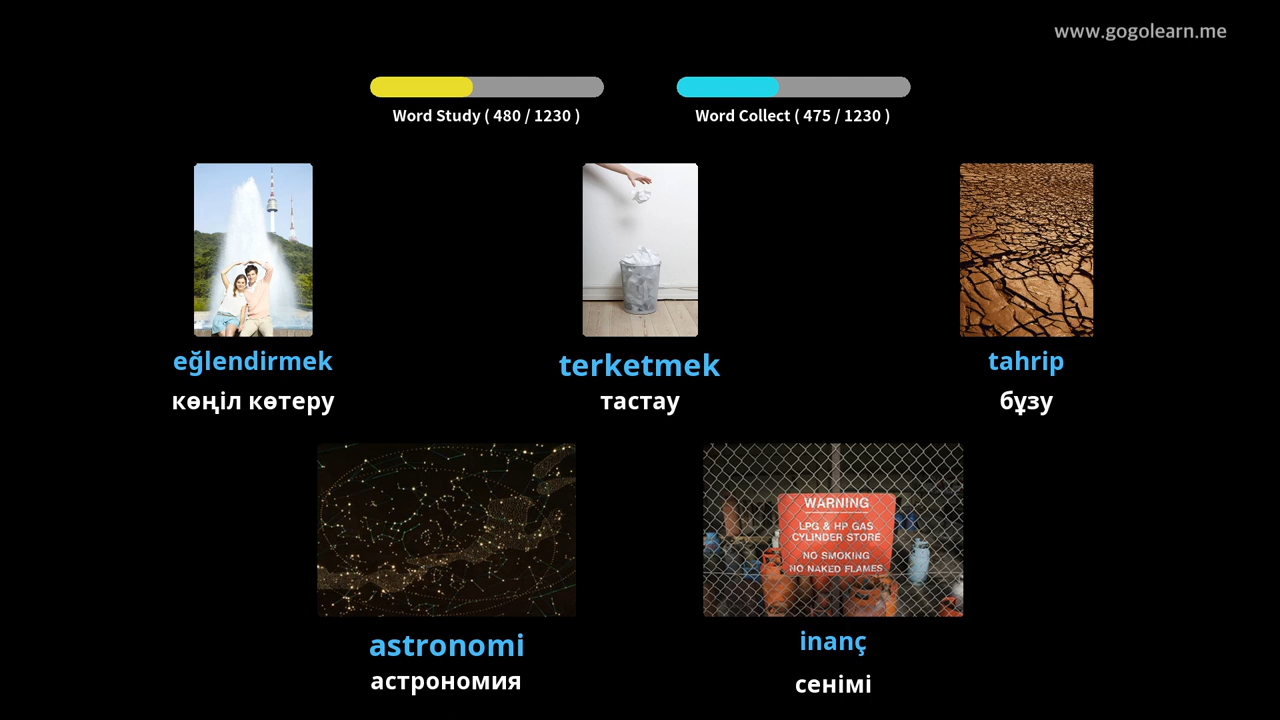 www.gogolearn.me
Word Study ( 480 / 1230 )
Word Collect ( 475 / 1230 )
eğlendirmek
көңіл көтеру
terketmek
тастау
tahrip
бұзу
WARNING
LPG & HP GAS
CYLINDER STORE
NO SMOKING
NO NAKED FLAMES
astronomi
астрономия
inanç
сенімі